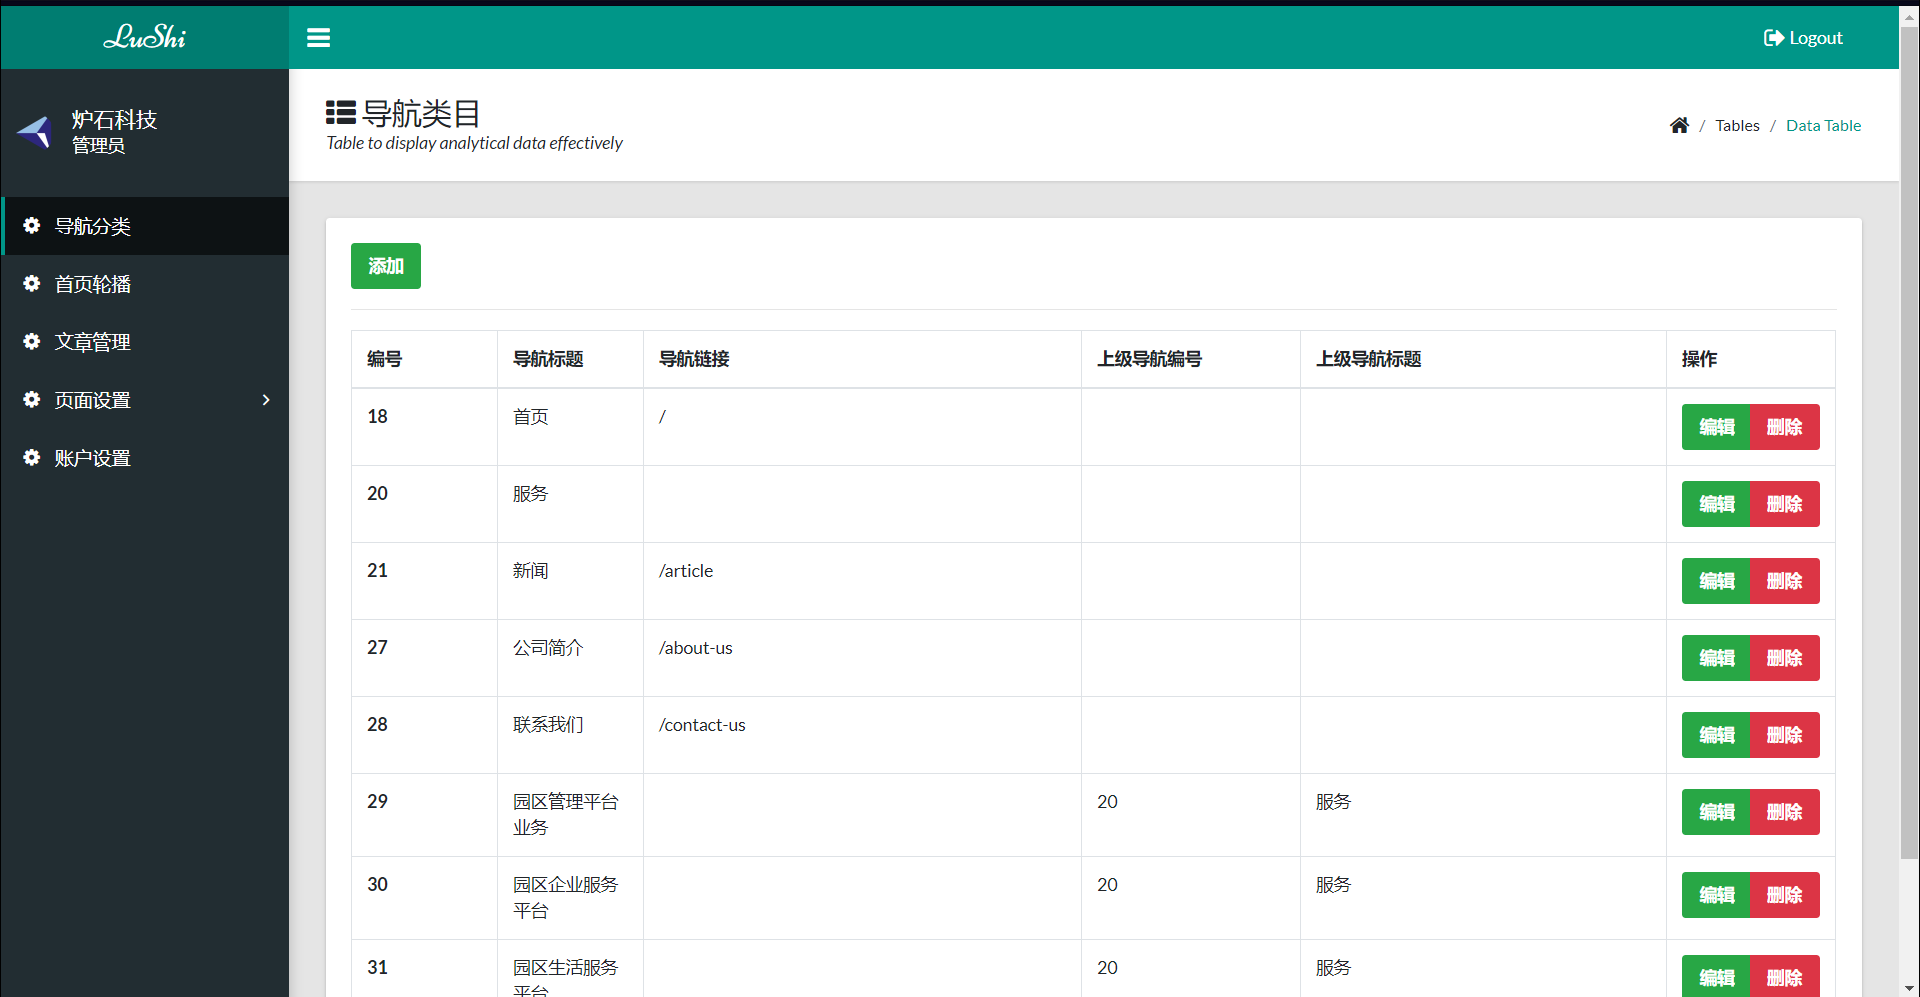 LuShi
Logout
炉石科技
管理员
导航类目
Table to display analytical data effectively
/ Tables / Data Table
导航分类
首页轮播
文章管理
页面设置
账户设置
添加
编号 导航标题 导航链接 上级导航编号 上级导航标题 操作
18 首页 / 编辑 删除
20 服务 编辑 删除
21 新闻 /article 编辑 删除
27 公司简介 /about-us 编辑 删除
28 联系我们 /contact-us 编辑 删除
29 园区管理平台 20 服务 编辑 删除
业务
30 园区企业服务 20 服务 编辑 删除
平台
31 园区生活服务 20 服务 编辑 删除
平台